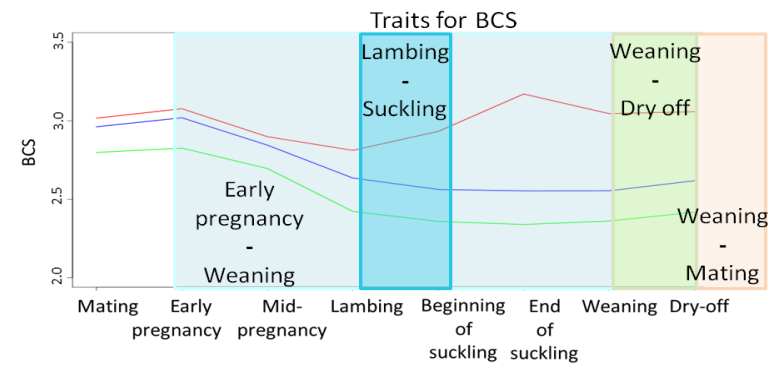 Traits for BCS
3.5
3.0
2.5
2.0
BCS
Lambing
-
Suckling
Weaning
-
Dry off
Early
pregnancy
-
Weaning
Weaning
-
Mating
Mating
Early
pregnancy
Mid-
pregnancy
Lambing
Beginning
of
suckling
End
of
suckling
Weaning
Dry-off